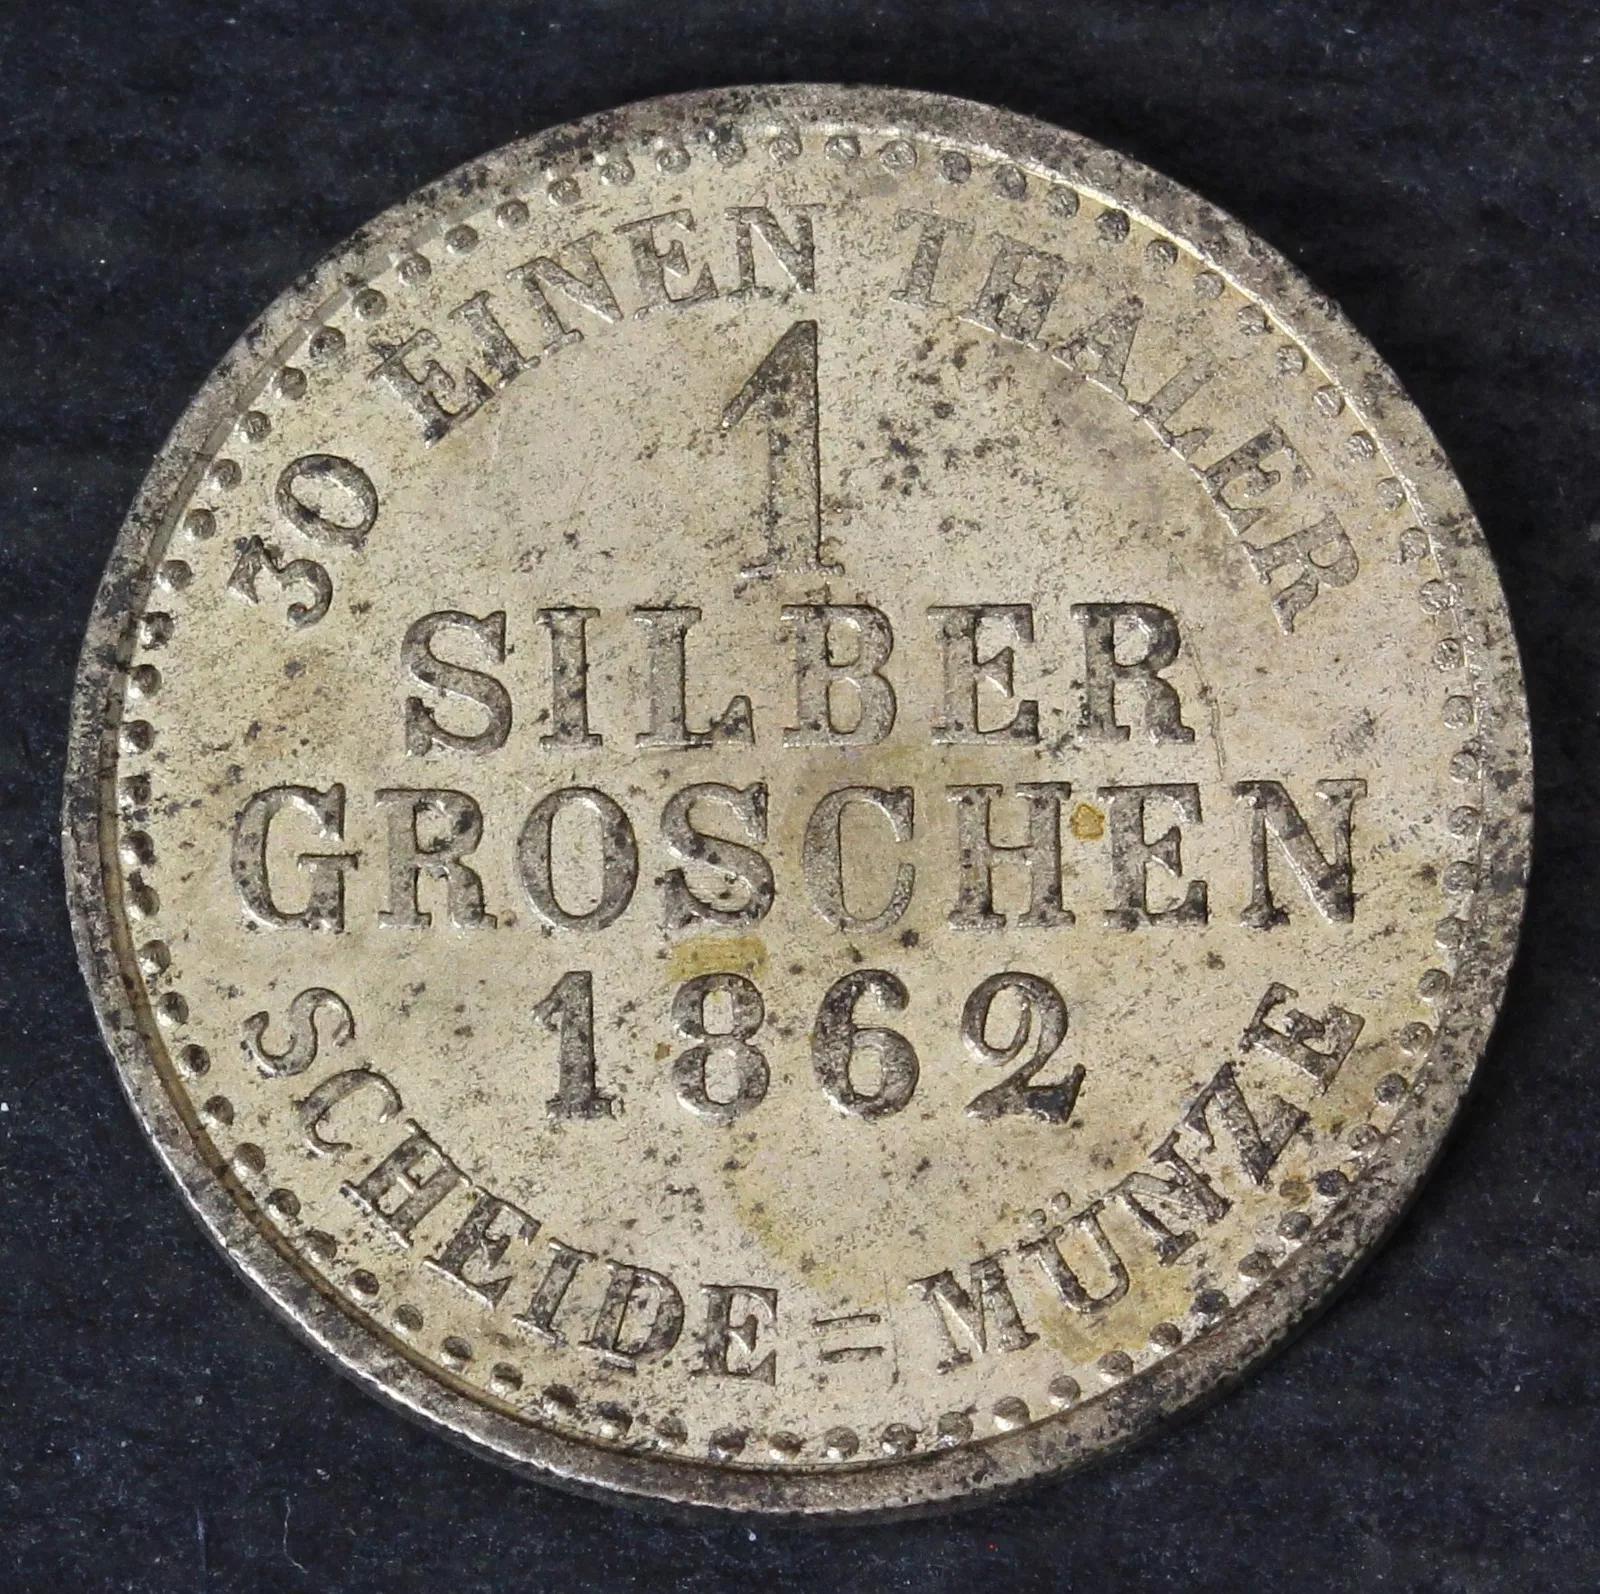 30 EINEN THALER
1
SILBER
GROSCHEN
1862
SCHEIDE = MÜNZE